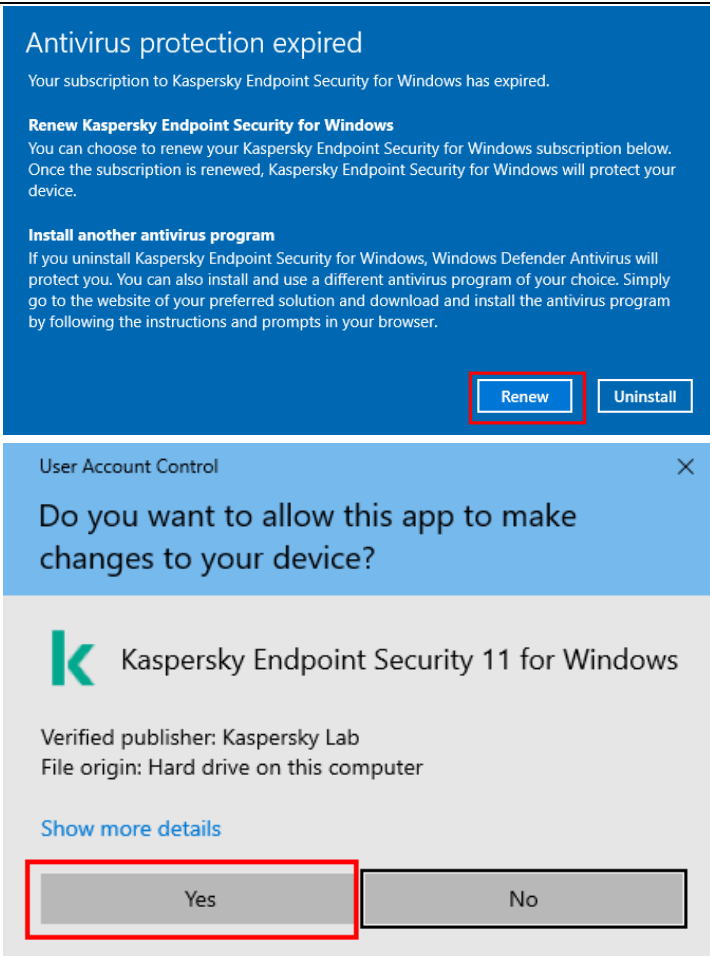 Antivirus protection expired
Your subscription to Kaspersky Endpoint Security for Windows has expired.
Renew Kaspersky Endpoint Security for Windows
You can choose to renew your Kaspersky Endpoint Security for Windows subscription below.
Once the subscription is renewed, Kaspersky Endpoint Security for Windows will protect your
device.
Install another antivirus program
If you uninstall Kaspersky Endpoint Security for Windows, Windows Defender Antivirus will
protect you. You can also install and use a different antivirus program of your choice. Simply
go to the website of your preferred solution and download and install the antivirus program
by following the instructions and prompts in your browser.
Renew Uninstall
User Account Control
Do you want to allow this app to make
changes to your device?
Kaspersky Endpoint Security 11 for Windows
Verified publisher: Kaspersky Lab
File origin: Hard drive on this computer
Show more details
Yes No